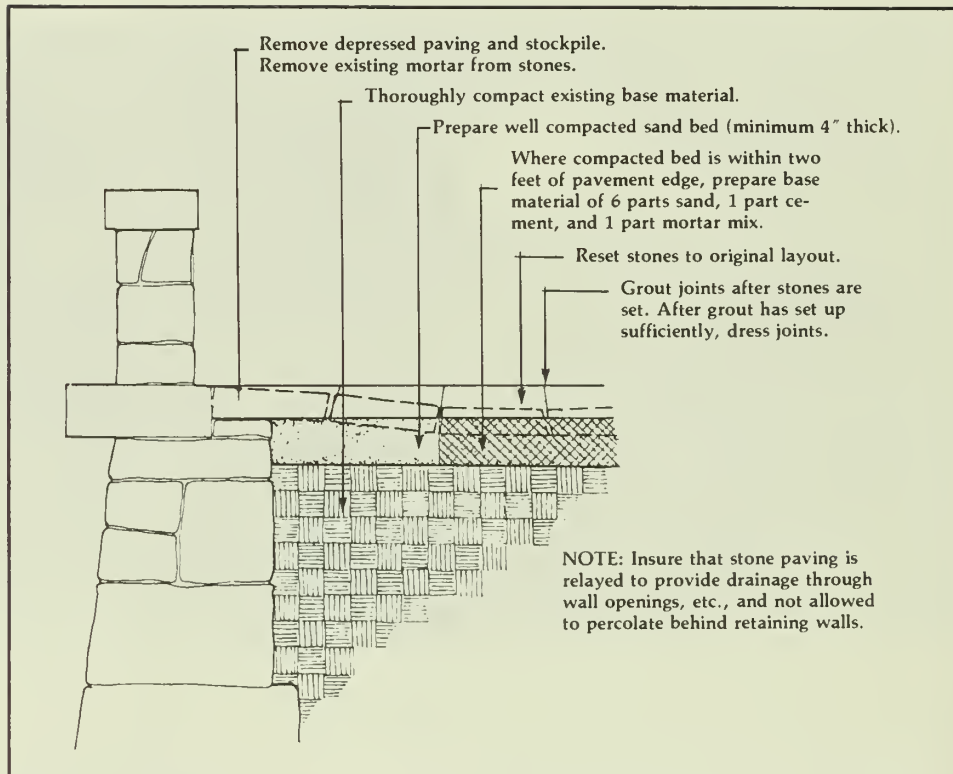 Remove depressed paving and stockpile.
Remove existing mortar from stones.
Thoroughly compact existing base material.
Prepare well compacted sand bed (minimum 4″ thick).
Where compacted bed is within two
feet of pavement edge, prepare base
material of 6 parts sand, 1 part ce-
ment, and 1 part mortar mix.
Reset stones to original layout.
Grout joints after stones are
set. After grout has set up
sufficiently, dress joints.
NOTE: Insure that stone paving is
relayed to provide drainage through
wall openings, etc., and not allowed
to percolate behind retaining walls.